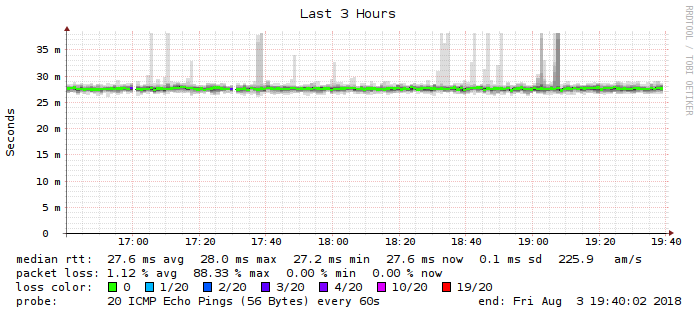 Last 3 Hours
RRDTOOL / TOBI OETIKER
Seconds
35 m
30 m
25 m
20 m
15 m
10 m
5 m
0
17:00 17:20 17:40 18:00 18:20 18:40 19:00 19:20 19:40
median rtt: 27.6 ms avg 28.0 ms max 27.2 ms min 27.6 ms now 0.1 ms sd 225.9 am/s
packet loss: 1.12 % avg 88.33 % max 0.00 % min 0.00 % now
loss color: 0 1/20 2/20 3/20 4/20 10/20 19/20
probe: 20 ICMP Echo Pings (56 Bytes) every 60s end: Fri Aug 3 19:40:02 2018